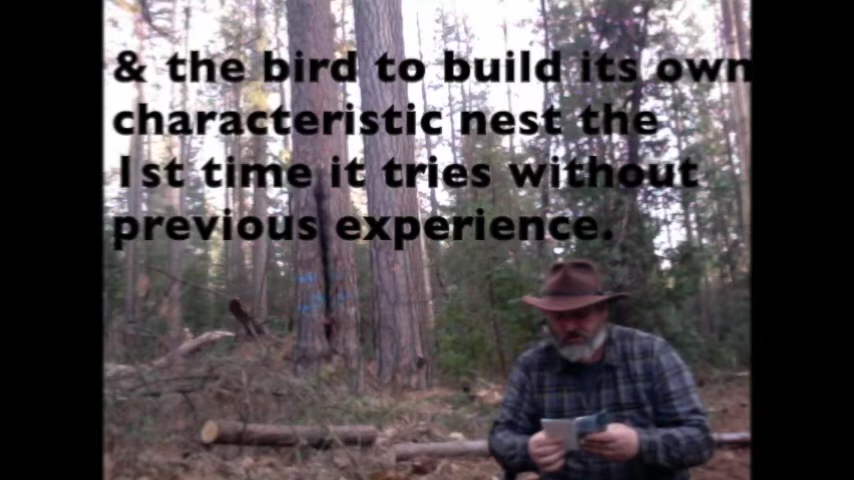 & the bird to build its own
characteristic nest the
1st time it tries without
previous experience.